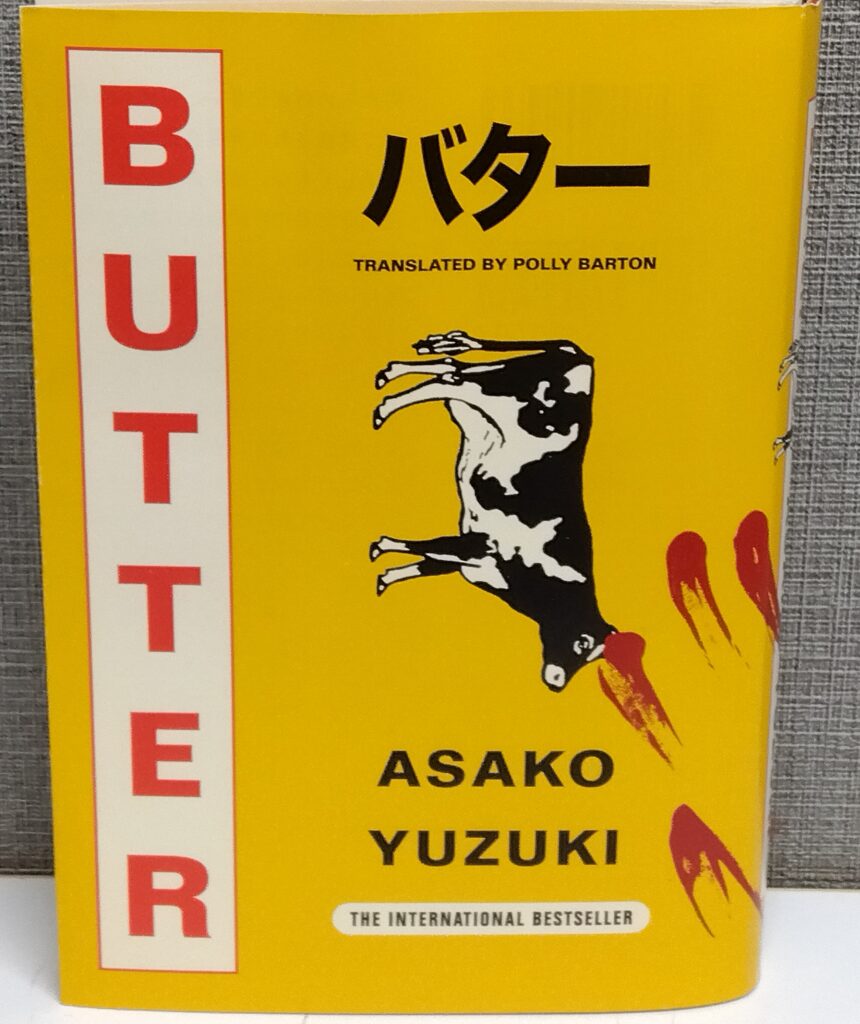 BUTTER
バター
TRANSLATED BY POLLY BARTON
ASAKO
YUZUKI
THE INTERNATIONAL BESTSELLER